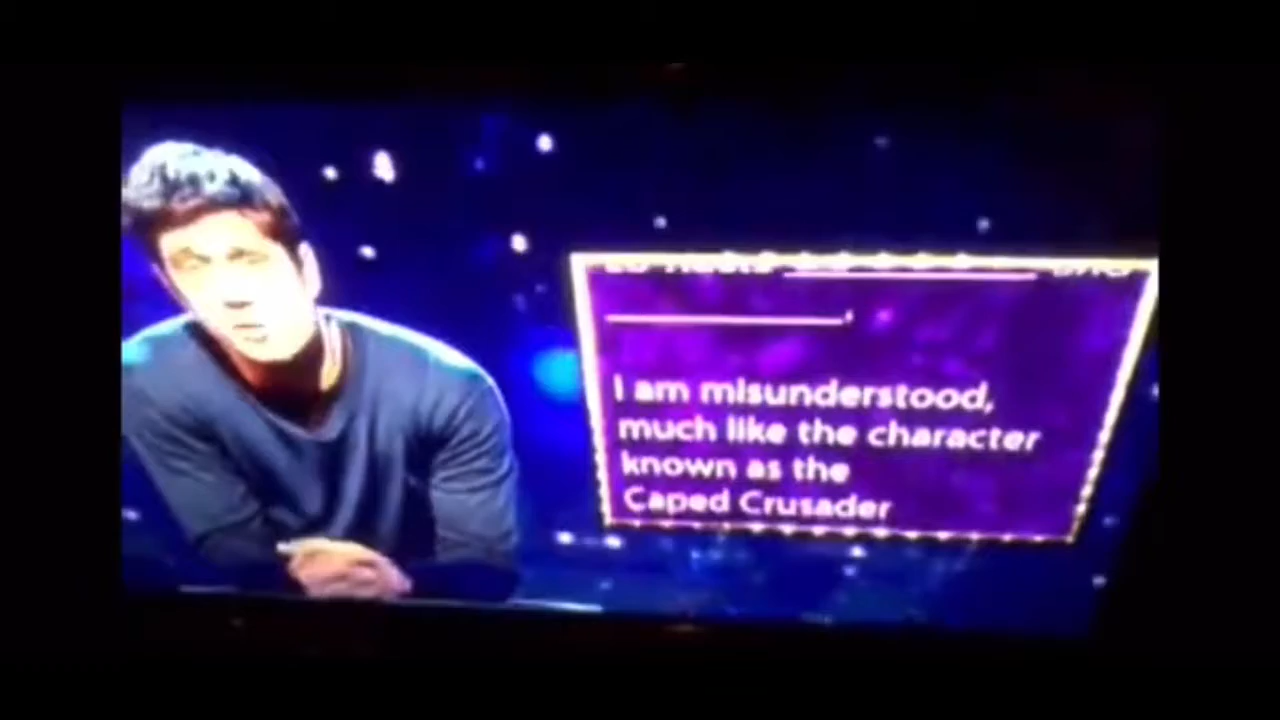 I am misunderstood,
much like the character
known as the
Caped Crusader